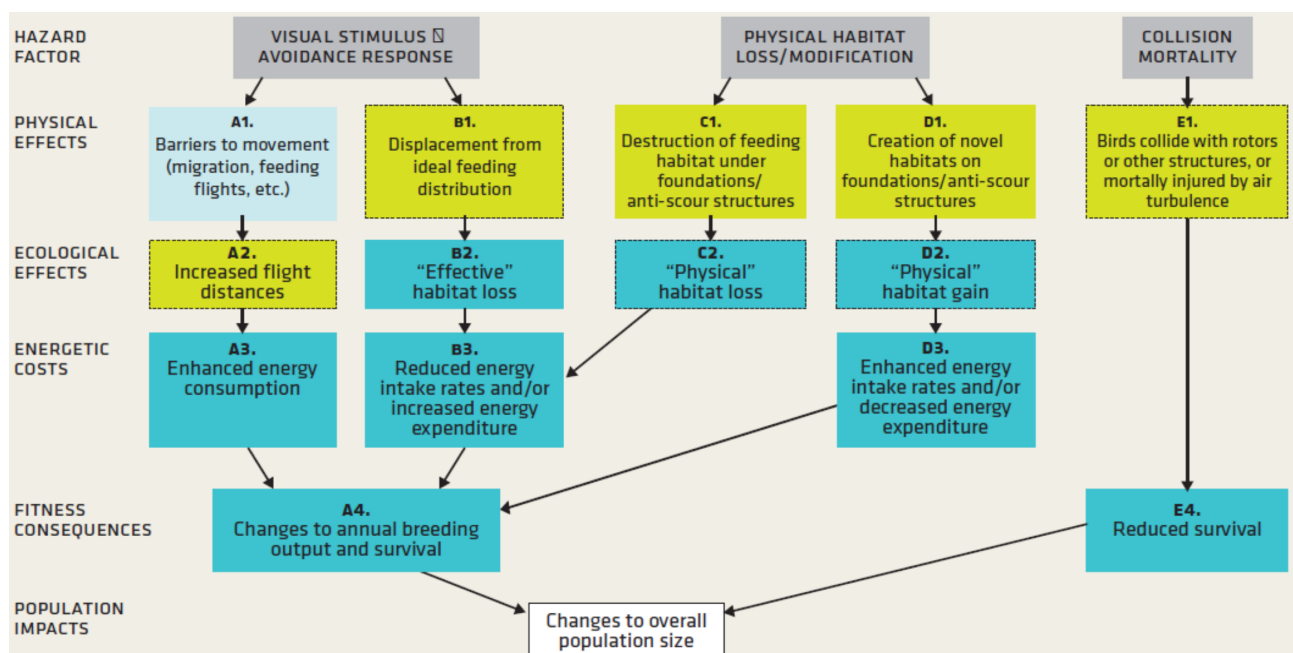 HAZARD
FACTOR
VISUAL STIMULUS
AVOIDANCE RESPONSE
PHYSICAL HABITAT
LOSS/MODIFICATION
COLLISION
MORTALITY
PHYSICAL
EFFECTS
A1.
Barriers to movement
(migration, feeding
flights, etc.)
B1.
Displacement from
ideal feeding
distribution
C1.
Destruction of feeding
habitat under
foundations/
anti-scour structures
D1.
Creation of novel
habitats on
foundations/anti-scour
structures
E1.
Birds collide with rotors
or other structures, or
mortally injured by air
turbulence
ECOLOGICAL
EFFECTS
A2.
Increased flight
distances
B2.
“Effective”
habitat loss
C2.
“Physical”
habitat loss
D2.
“Physical”
habitat gain
ENERGETIC
COSTS
A3.
Enhanced energy
consumption
B3.
Reduced energy
intake rates and/or
increased energy
expenditure
D3.
Enhanced energy
intake rates and/or
decreased energy
expenditure
FITNESS
CONSEQUENCES
A4.
Changes to annual breeding
output and survival
E4.
Reduced survival
POPULATION
IMPACTS
Changes to overall
population size